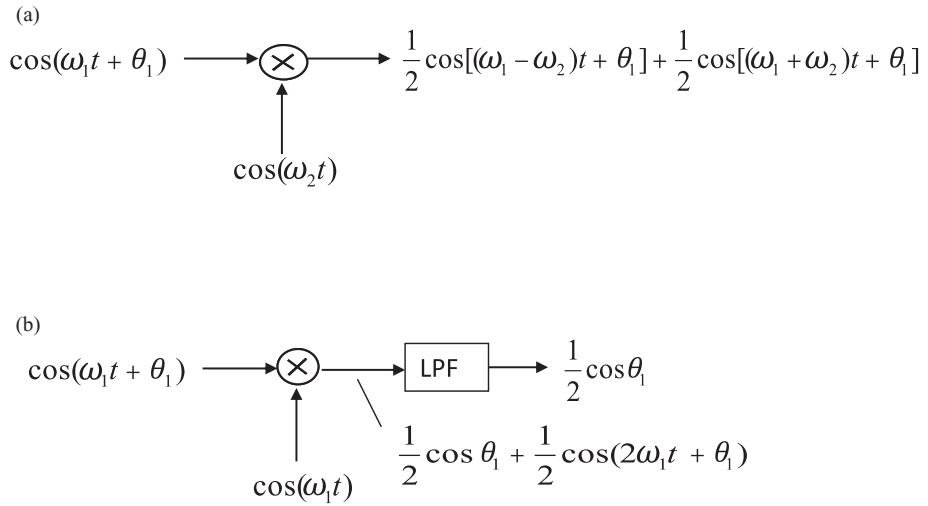 (a)
cos(ω₁t + θ₁)
1/2 cos[(ω₁ − ω₂)t + θ₁] + 1/2 cos[(ω₁ + ω₂)t + θ₁]
cos(ω₂t)
(b)
cos(ω₁t + θ₁)
LPF
1/2 cos θ₁
1/2 cos θ₁ + 1/2 cos(2ω₁t + θ₁)
cos(ω₁t)